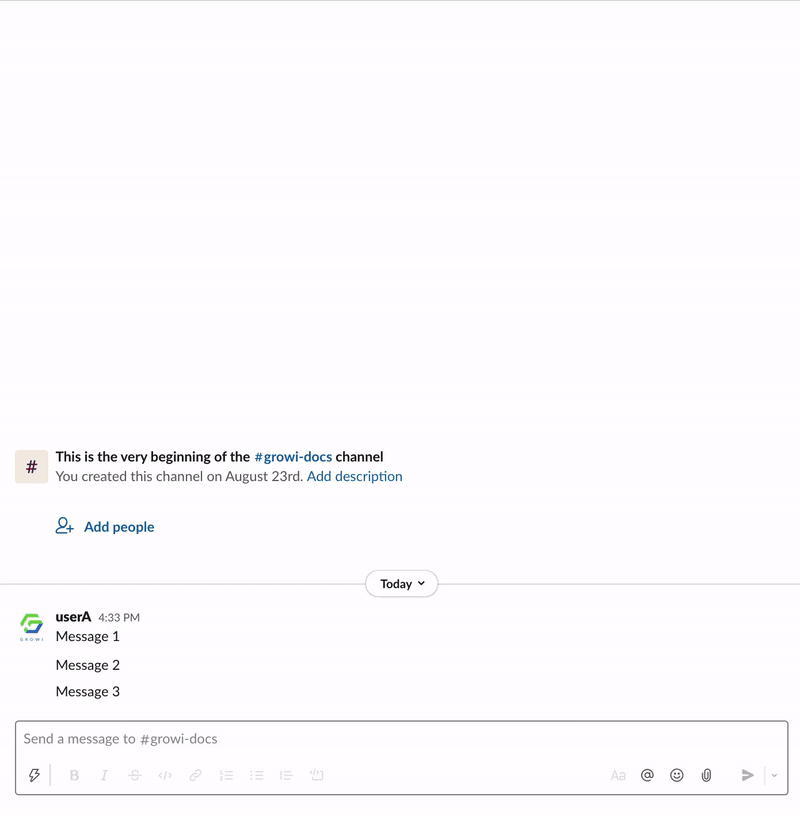 # This is the very beginning of the #growi-docs channel
You created this channel on August 23rd. Add description
Add people
Today
userA 4:33 PM
GROWI
Message 1
Message 2
Message 3
Send a message to #growi-docs
B I S </> Aa @